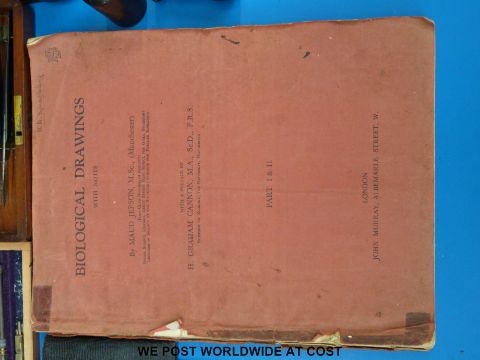 BIOLOGICAL DRAWINGS
WITH NOTES
By MAUD JEPSON, M.Sc., (Manchester)
WITH A PREFACE BY
H. GRAHAM CANNON, M.A., Sc.D., F.R.S.
PART I & II
LONDON
JOHN MURRAY, ALBEMARLE STREET, W.
WE POST WORLDWIDE AT COST